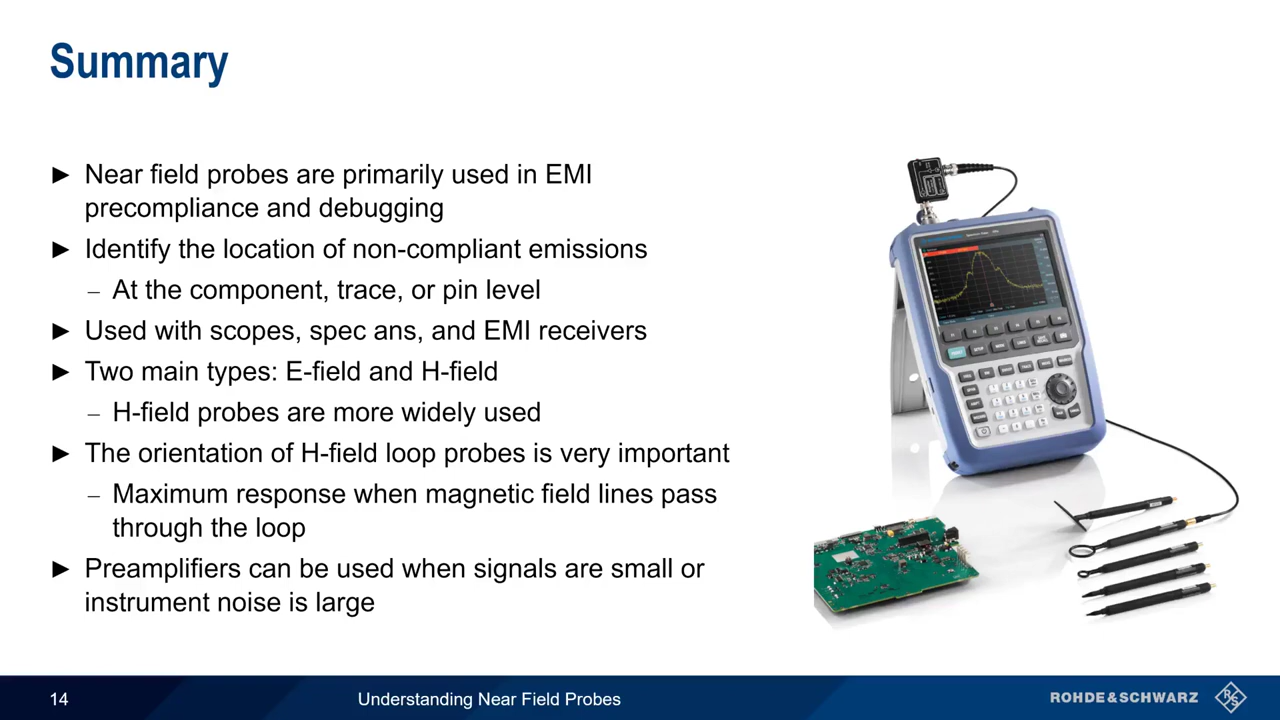 Summary
► Near field probes are primarily used in EMI
precompliance and debugging
► Identify the location of non-compliant emissions
– At the component, trace, or pin level
► Used with scopes, spec ans, and EMI receivers
► Two main types: E-field and H-field
– H-field probes are more widely used
► The orientation of H-field loop probes is very important
– Maximum response when magnetic field lines pass
through the loop
► Preamplifiers can be used when signals are small or
instrument noise is large
14
Understanding Near Field Probes
ROHDE & SCHWARZ